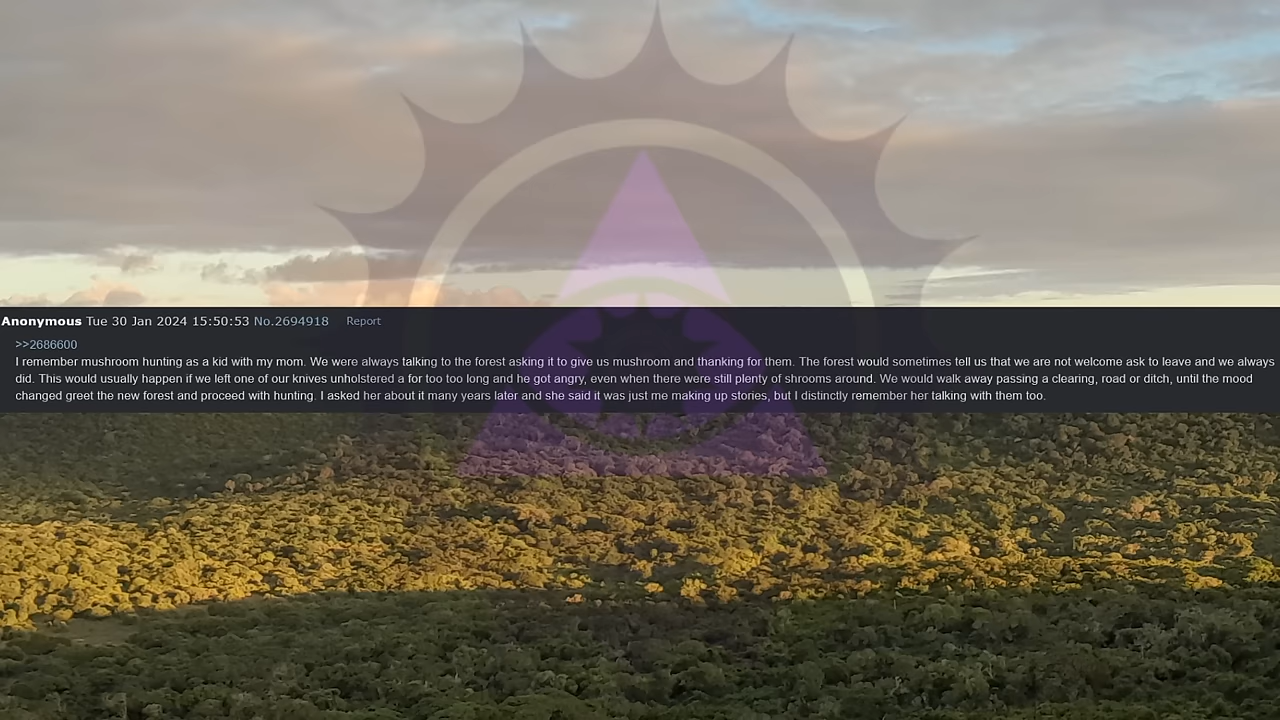 Anonymous Tue 30 Jan 2024 15:50:53 No.2694918 Report
>>2686600
I remember mushroom hunting as a kid with my mom. We were always talking to the forest asking it to give us mushroom and thanking for them. The forest would sometimes tell us that we are not welcome ask to leave and we always
did. This would usually happen if we left one of our knives unholstered a for too too long and he got angry, even when there were still plenty of shrooms around. We would walk away passing a clearing, road or ditch, until the mood
changed greet the new forest and proceed with hunting. I asked her about it many years later and she said it was just me making up stories, but I distinctly remember her talking with them too.